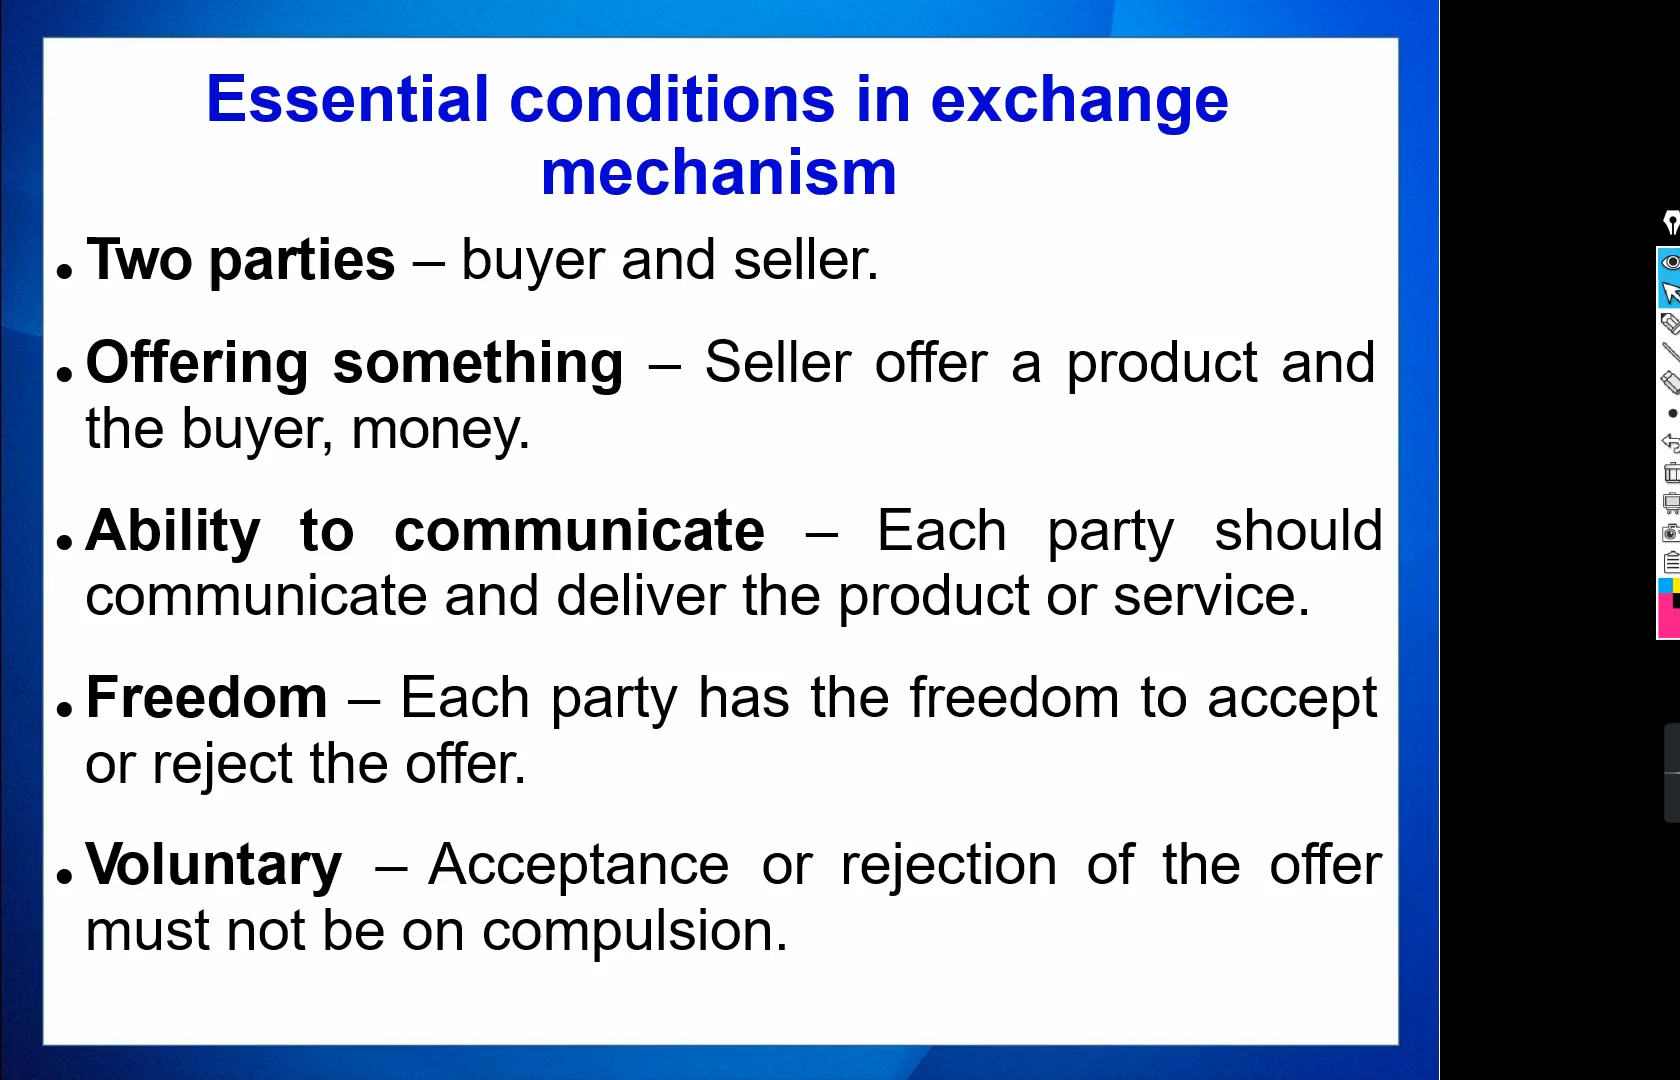 Essential conditions in exchange
mechanism
• Two parties – buyer and seller.
• Offering something – Seller offer a product and
the buyer, money.
• Ability to communicate – Each party should
communicate and deliver the product or service.
• Freedom – Each party has the freedom to accept
or reject the offer.
• Voluntary – Acceptance or rejection of the offer
must not be on compulsion.